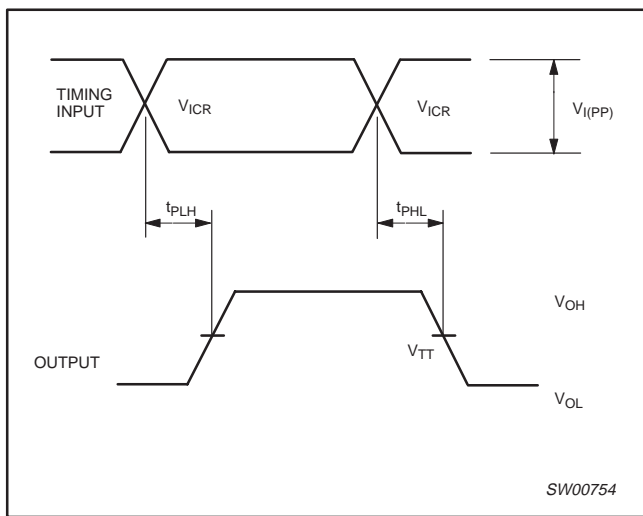 TIMING
INPUT
VICR
VICR
VI(PP)
tPLH
tPHL
VOH
OUTPUT
VTT
VOL
SW00754